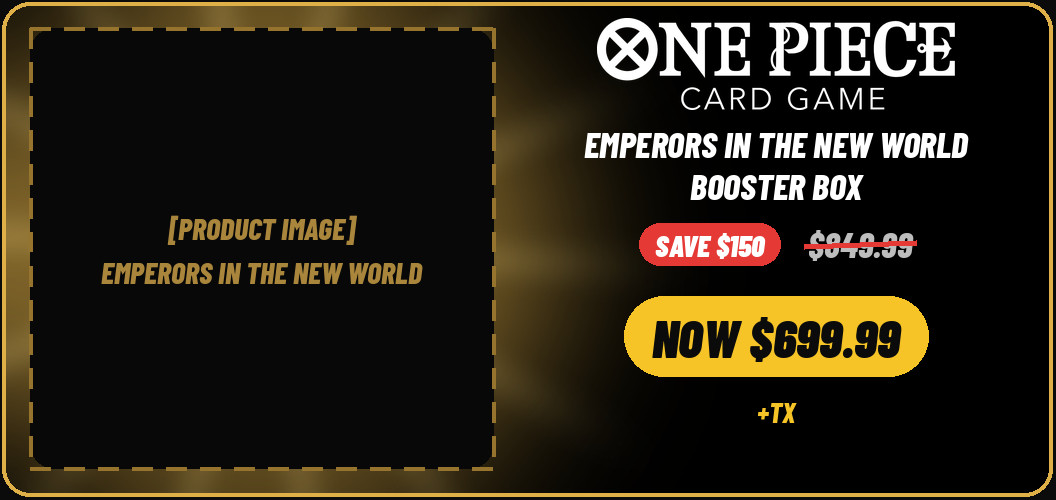 [PRODUCT IMAGE]
EMPERORS IN THE NEW WORLD
ONE PIECE
CARD GAME
EMPERORS IN THE NEW WORLD
BOOSTER BOX
SAVE $150 $849.99
NOW $699.99
+TX